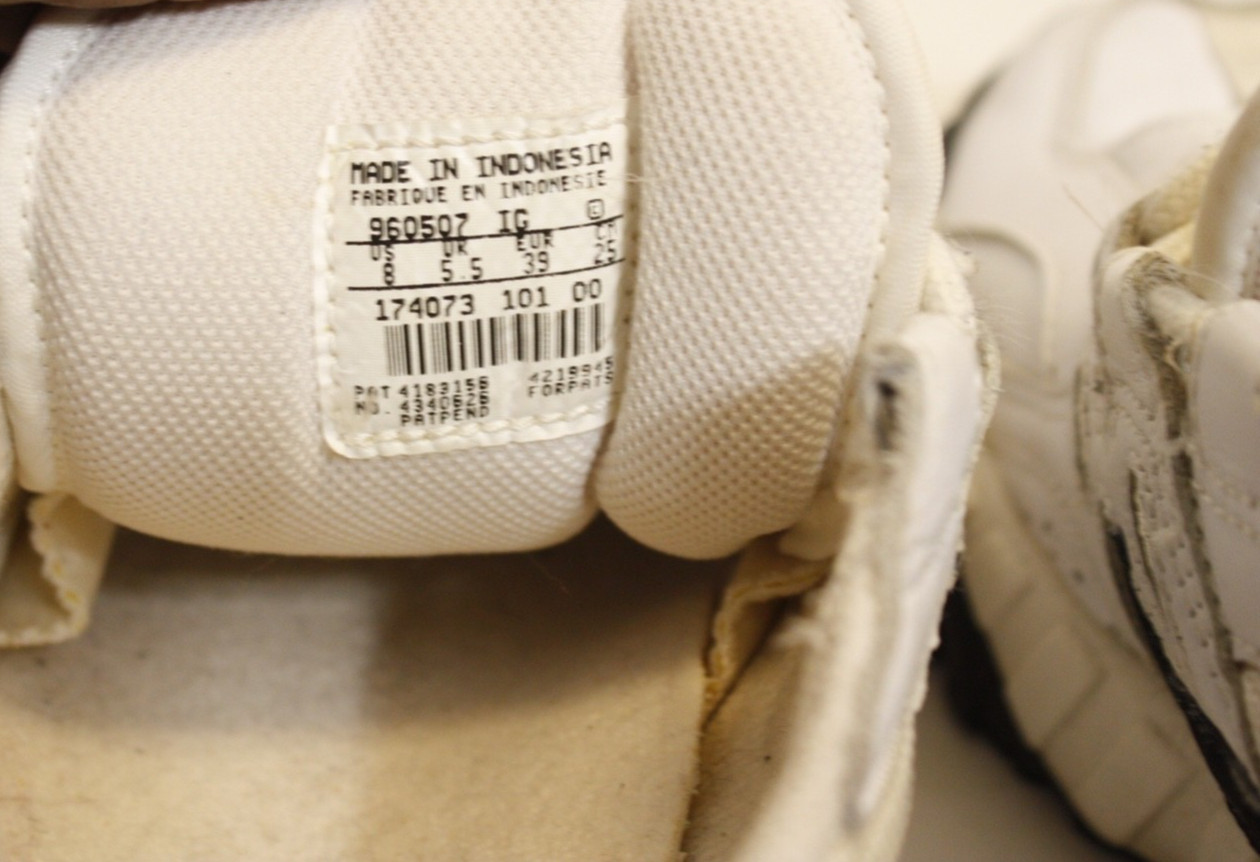 MADE IN INDONESIA
FABRIQUE EN INDONESIE
960507 IG C
US UK EUR CM
8 5.5 39 25
174073 101 00
PAT 4183156 4219945
NO. 4340626 FORPATS
PATPEND